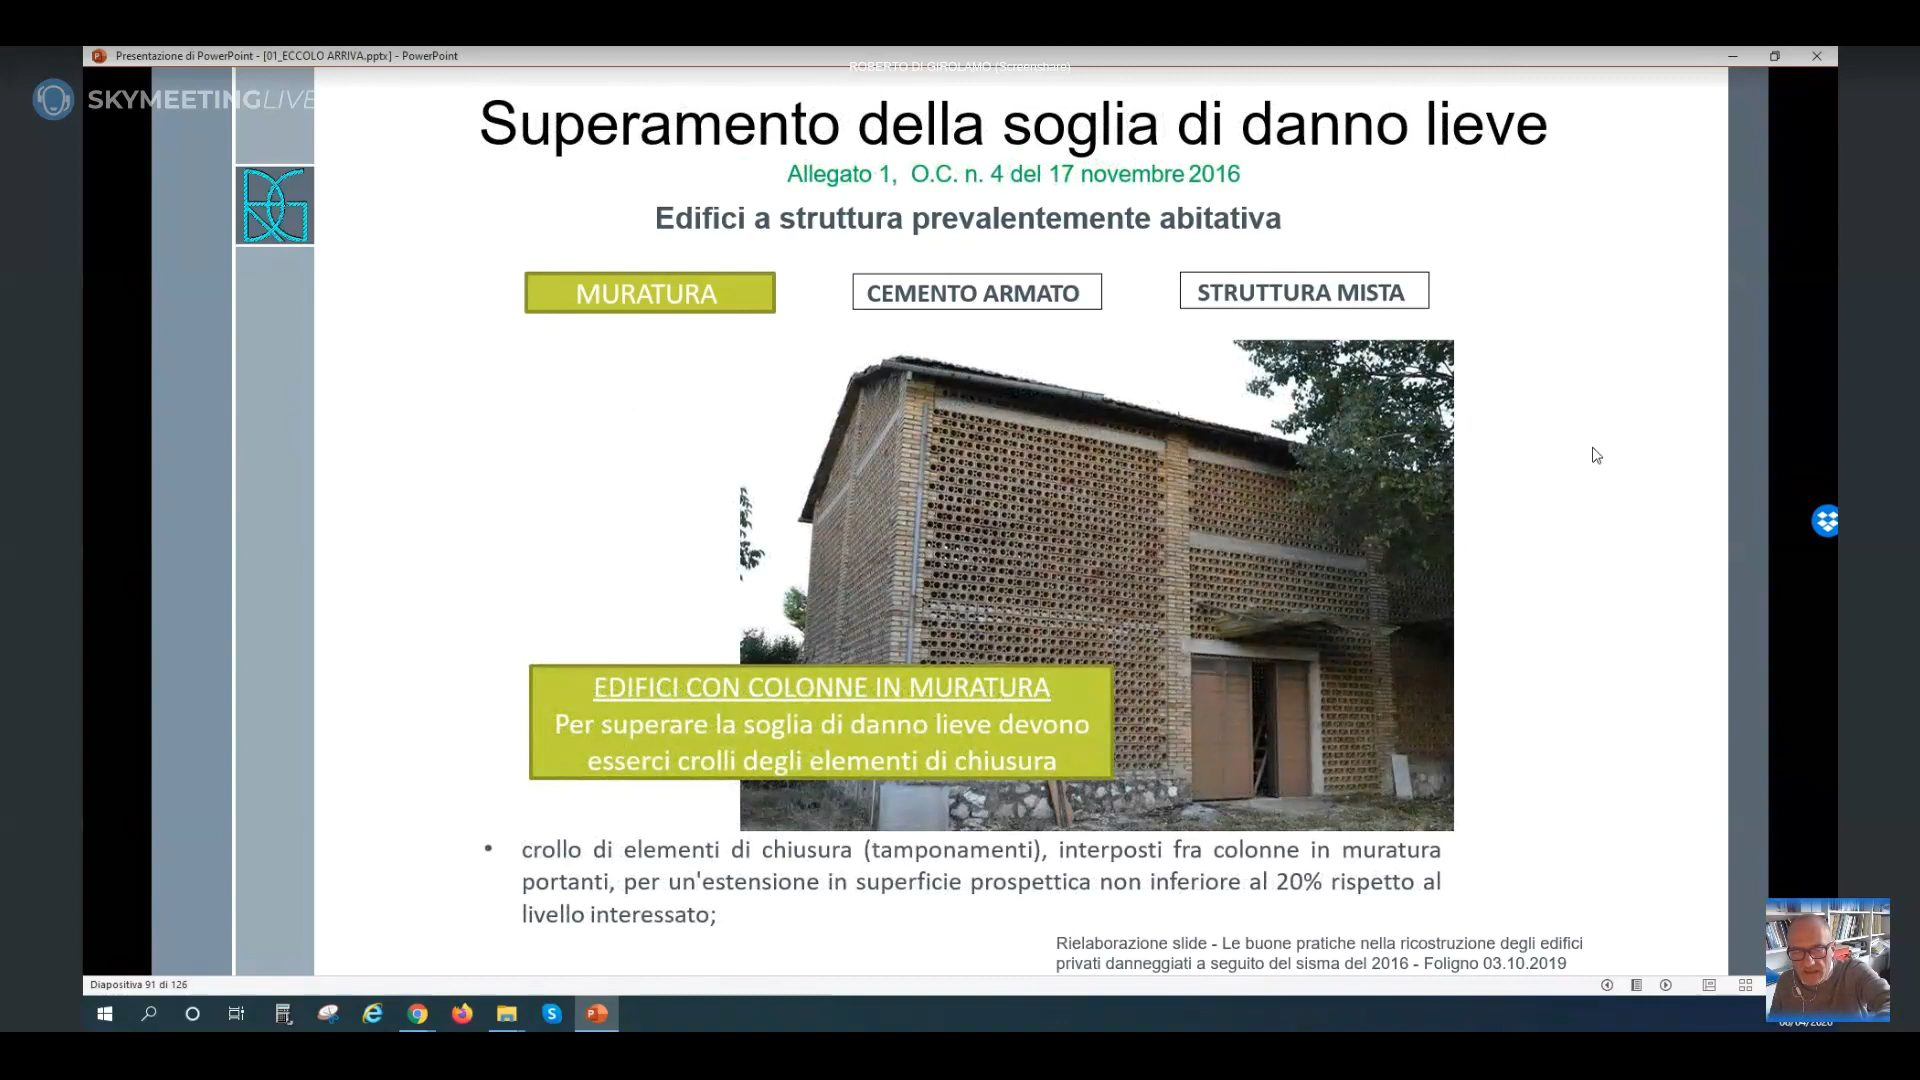 Presentazione di PowerPoint - [01_ECCOLO ARRIVA.pptx] - PowerPoint
ROBERTO DI GIROLAMO (Screenshare)
SKYMEETINGLIVE
Superamento della soglia di danno lieve
Allegato 1, O.C. n. 4 del 17 novembre 2016
Edifici a struttura prevalentemente abitativa
MURATURA
CEMENTO ARMATO
STRUTTURA MISTA
EDIFICI CON COLONNE IN MURATURA
Per superare la soglia di danno lieve devono
esserci crolli degli elementi di chiusura
• crollo di elementi di chiusura (tamponamenti), interposti fra colonne in muratura
portanti, per un'estensione in superficie prospettica non inferiore al 20% rispetto al
livello interessato;
Rielaborazione slide - Le buone pratiche nella ricostruzione degli edifici
privati danneggiati a seguito del sisma del 2016 - Foligno 03.10.2019
Diapositiva 91 di 126